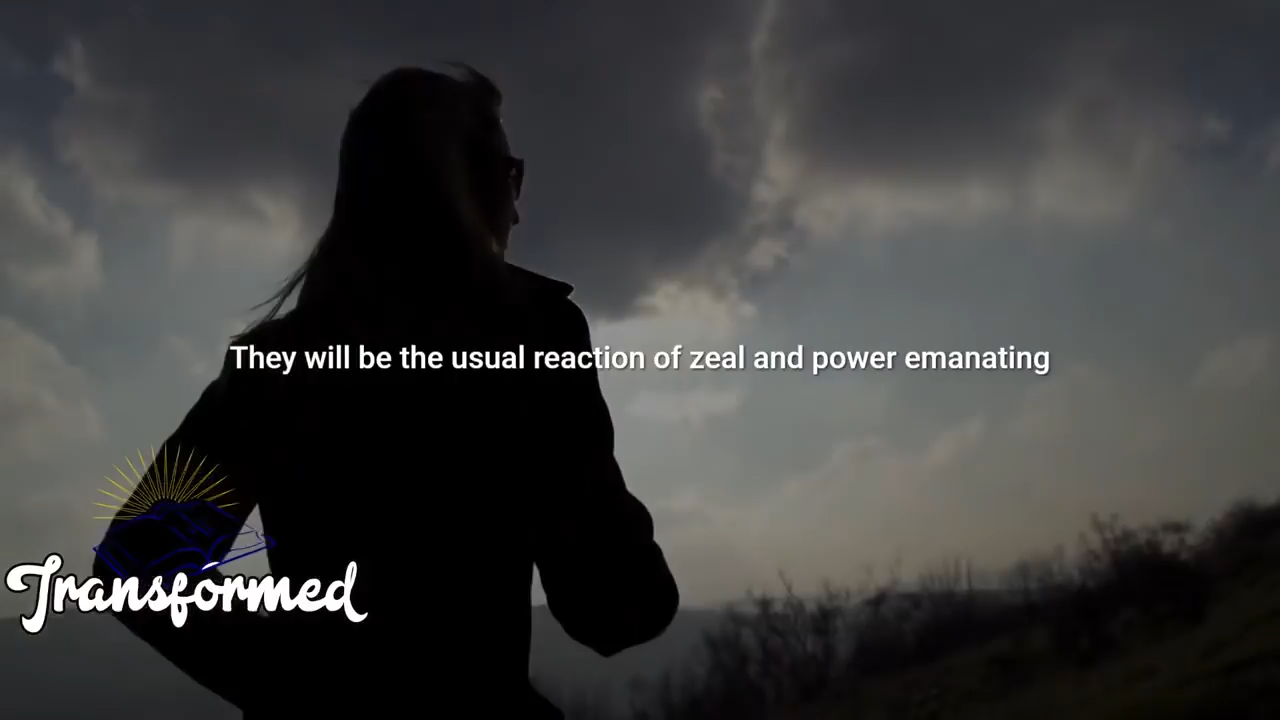 They will be the usual reaction of zeal and power emanating
Transformed